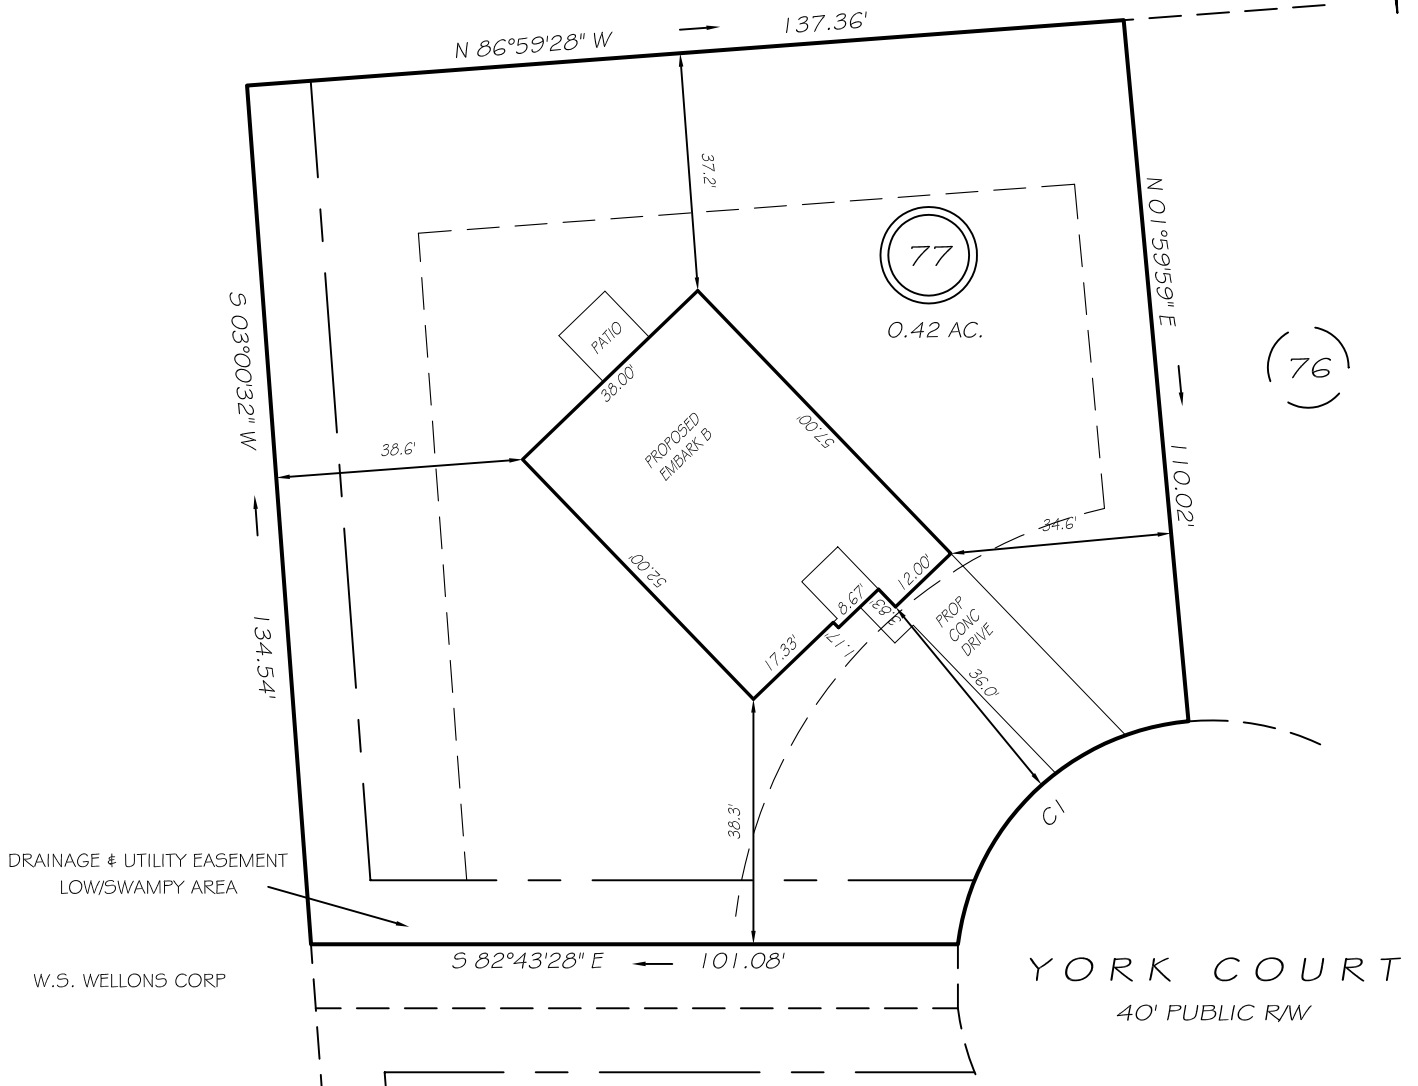 N 86°59'28" W
137.36'
37.2'
N 01°59'59" E
77
0.42 AC.
S 03°00'32" W
PATIO
76
38.00'
57.00'
PROPOSED
EMBARK B
38.6'
110.02'
34.6'
52.00'
12.00'
8.67'
3.83'
1.17'
17.33'
PROP
CONC
DRIVE
36.0'
134.54'
38.3'
C1
DRAINAGE & UTILITY EASEMENT
LOW/SWAMPY AREA
S 82°43'28" E
101.08'
W.S. WELLONS CORP
YORK COURT
40' PUBLIC R/W